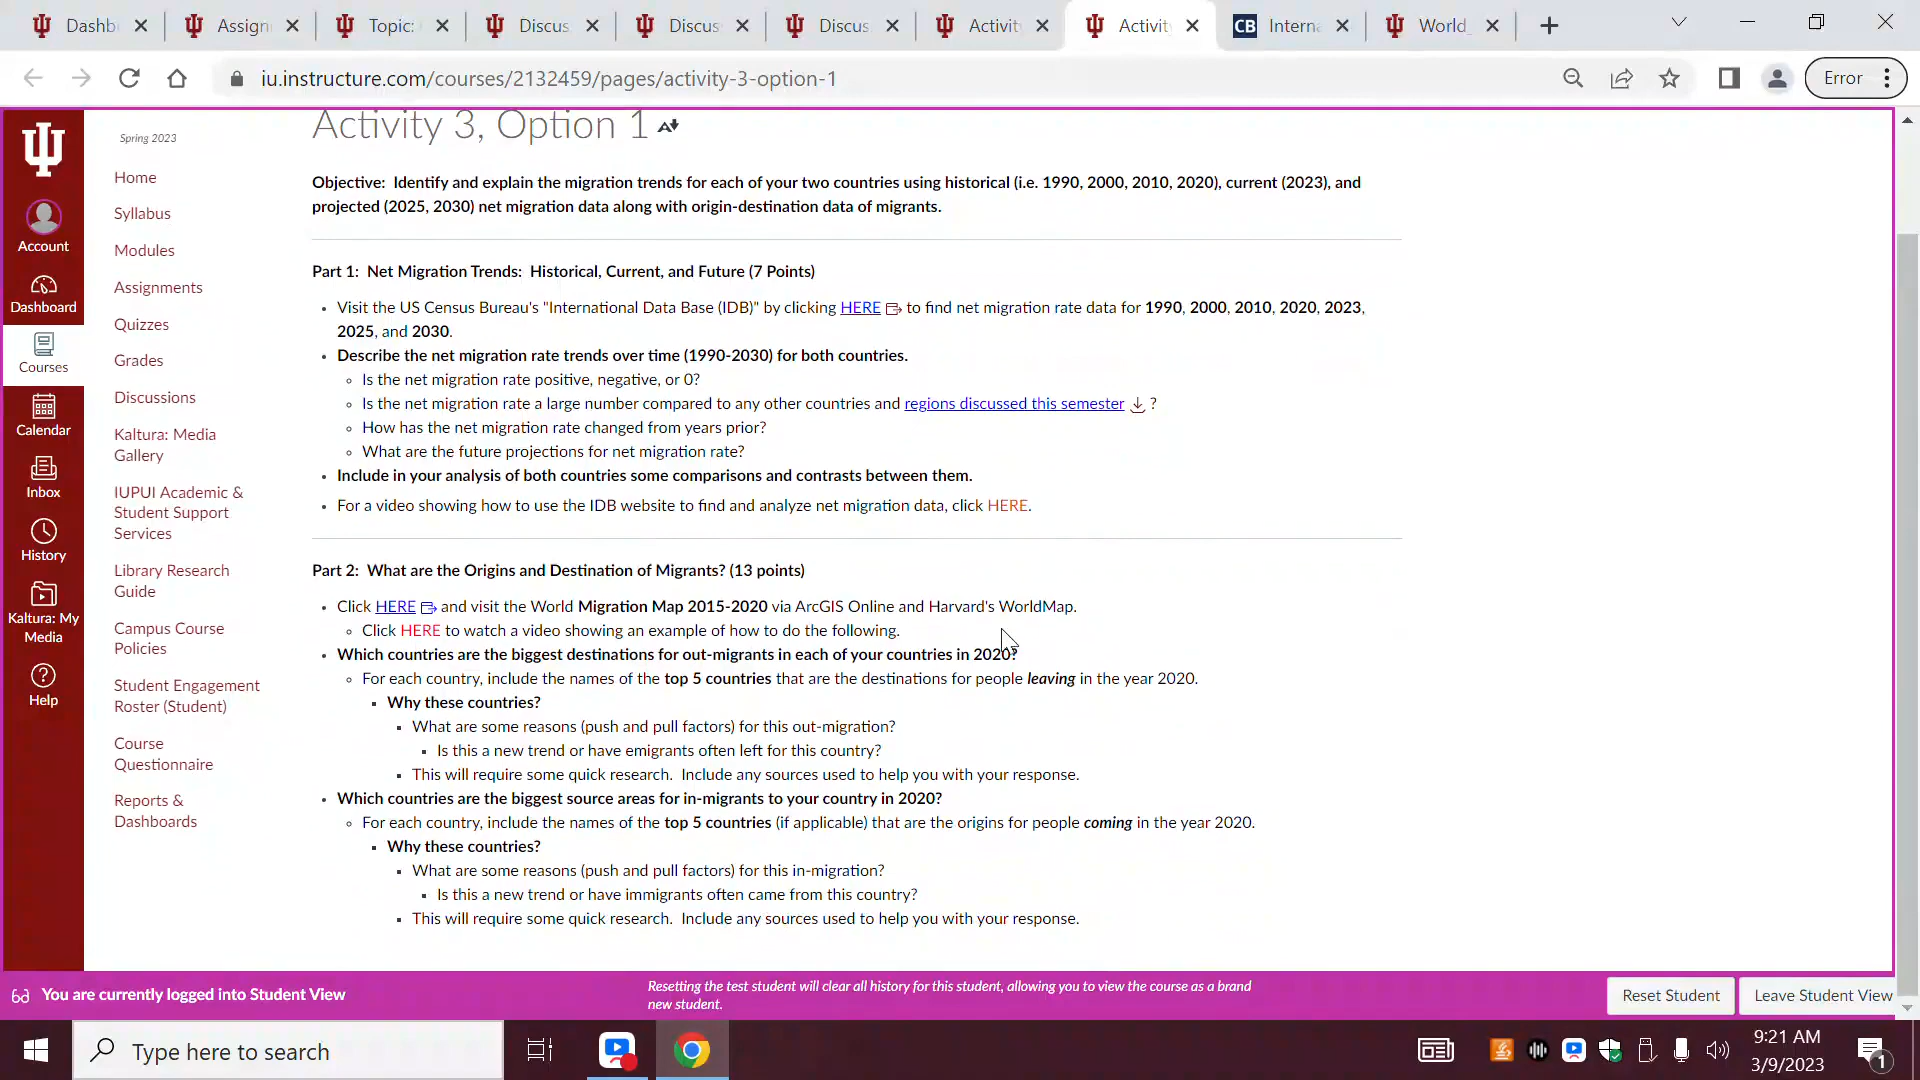 Dashb
Assign
Topic:
Discus
Discus
Discus
Activit
Activity
CB
Interna
World_
iu.instructure.com/courses/2132459/pages/activity-3-option-1
Error
Spring 2023
Activity 3, Option 1
Account
Dashboard
Courses
Calendar
Inbox
History
Kaltura: My
Media
Help
Home
Syllabus
Modules
Assignments
Quizzes
Grades
Discussions
Kaltura: Media
Gallery
IUPUI Academic &
Student Support
Services
Library Research
Guide
Campus Course
Policies
Student Engagement
Roster (Student)
Course
Questionnaire
Reports &
Dashboards
Objective: Identify and explain the migration trends for each of your two countries using historical (i.e. 1990, 2000, 2010, 2020), current (2023), and
projected (2025, 2030) net migration data along with origin-destination data of migrants.
Part 1: Net Migration Trends: Historical, Current, and Future (7 Points)
Visit the US Census Bureau's "International Data Base (IDB)" by clicking HERE to find net migration rate data for 1990, 2000, 2010, 2020, 2023,
2025, and 2030.
Describe the net migration rate trends over time (1990-2030) for both countries.
Is the net migration rate positive, negative, or 0?
Is the net migration rate a large number compared to any other countries and regions discussed this semester ?
How has the net migration rate changed from years prior?
What are the future projections for net migration rate?
Include in your analysis of both countries some comparisons and contrasts between them.
For a video showing how to use the IDB website to find and analyze net migration data, click HERE.
Part 2: What are the Origins and Destination of Migrants? (13 points)
Click HERE and visit the World Migration Map 2015-2020 via ArcGIS Online and Harvard's WorldMap.
Click HERE to watch a video showing an example of how to do the following.
Which countries are the biggest destinations for out-migrants in each of your countries in 2020?
For each country, include the names of the top 5 countries that are the destinations for people leaving in the year 2020.
Why these countries?
What are some reasons (push and pull factors) for this out-migration?
Is this a new trend or have emigrants often left for this country?
This will require some quick research. Include any sources used to help you with your response.
Which countries are the biggest source areas for in-migrants to your country in 2020?
For each country, include the names of the top 5 countries (if applicable) that are the origins for people coming in the year 2020.
Why these countries?
What are some reasons (push and pull factors) for this in-migration?
Is this a new trend or have immigrants often came from this country?
This will require some quick research. Include any sources used to help you with your response.
You are currently logged into Student View
Resetting the test student will clear all history for this student, allowing you to view the course as a brand
new student.
Reset Student
Leave Student View
Type here to search
9:21 AM
3/9/2023
1